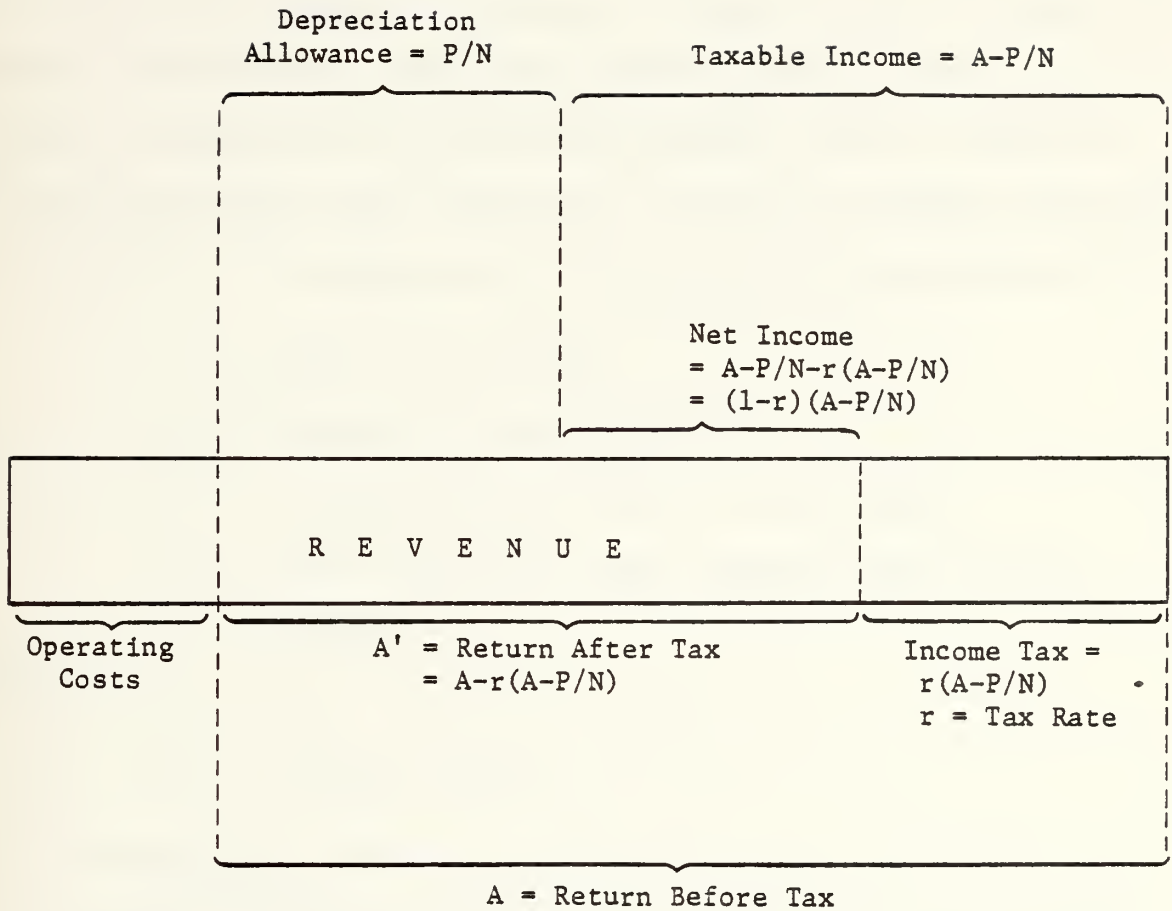 Depreciation
Allowance = P/N
Taxable Income = A-P/N
Net Income
= A-P/N-r(A-P/N)
= (1-r)(A-P/N)
R E V E N U E
Operating
Costs
A' = Return After Tax
= A-r(A-P/N)
Income Tax =
r(A-P/N)
r = Tax Rate
A = Return Before Tax